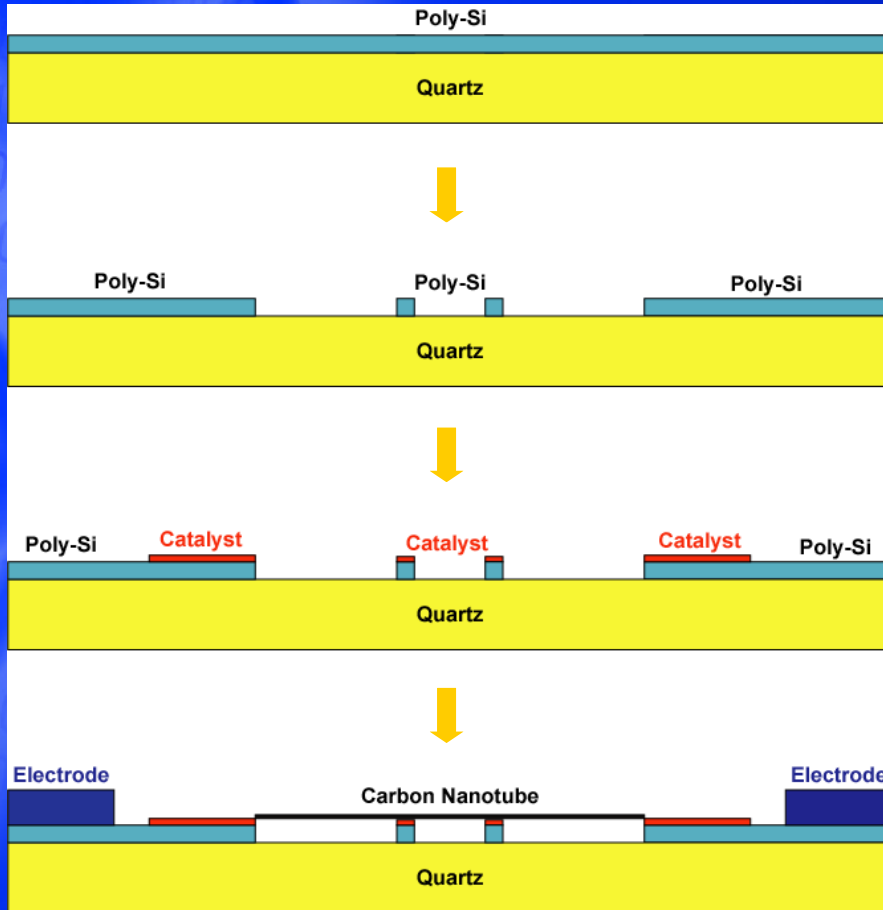 Poly-Si
Quartz
Poly-Si Poly-Si Poly-Si
Quartz
Poly-Si Catalyst Catalyst Catalyst Poly-Si
Quartz
Electrode Electrode
Carbon Nanotube
Quartz